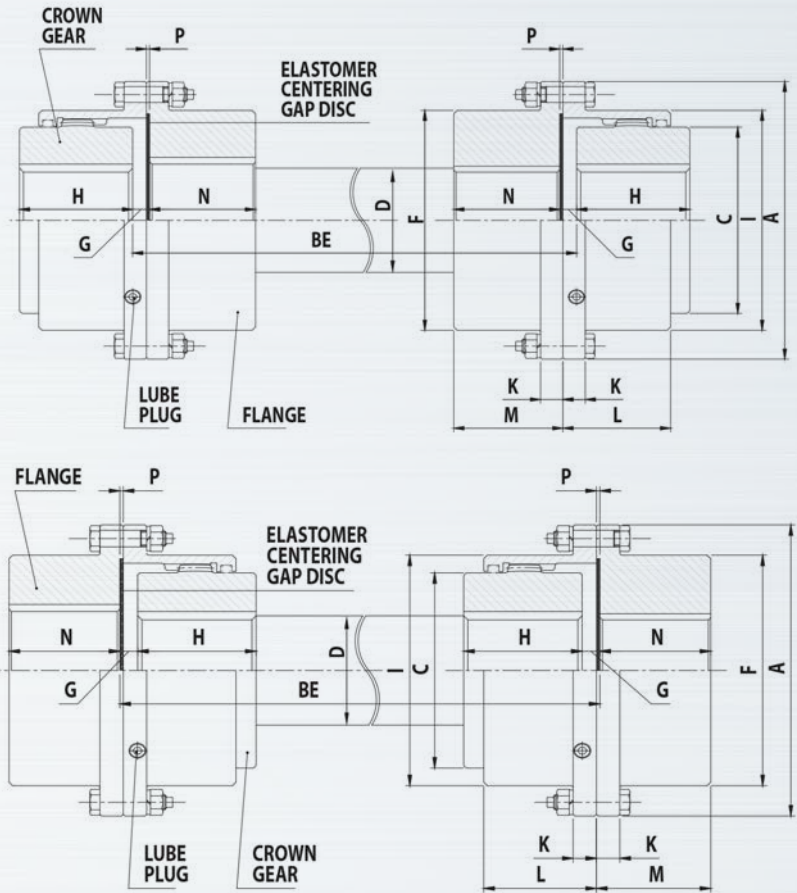 CROWN
GEAR
P
P
ELASTOMER
CENTERING
GAP DISC
H
N
D
F
N
H
C
I
A
G
BE
G
LUBE
PLUG
FLANGE
K
K
M
L
FLANGE
P
P
ELASTOMER
CENTERING
GAP DISC
N
H
D
I
C
H
N
F
A
G
BE
G
LUBE
PLUG
CROWN
GEAR
K
K
L
M